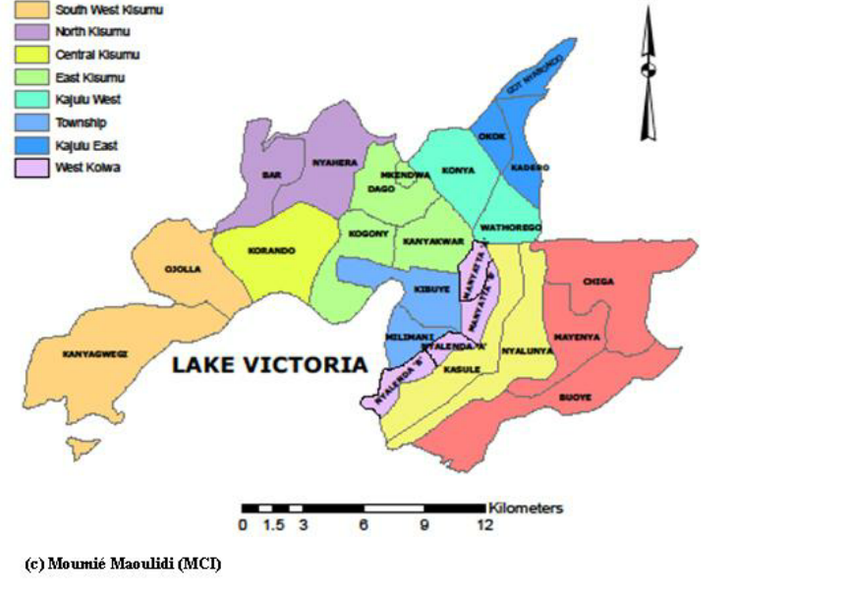 South West Kisumu
North Kisumu
Central Kisumu
East Kisumu
Kajulu West
Township
Kajulu East
West Kolwa
GOT NYABONDO
OKOK
KADERO
BAR
NYAHERA
MKENDWA
DAGO
KONYA
WATHOREGO
KOGONY
KANYAKWAR
KORANDO
OJOLLA
MANYATTA 'A'
MANYATTA 'B'
KIBUYE
CHIGA
MILIMANI
NYALENDA 'A'
NYALUNYA
MAYENYA
KANYAGWEGI
LAKE VICTORIA
KASULE
NYALENDA 'B'
BUOYE
Kilometers
0 1.5 3 6 9 12
(c) Moumié Maoulidi (MCI)